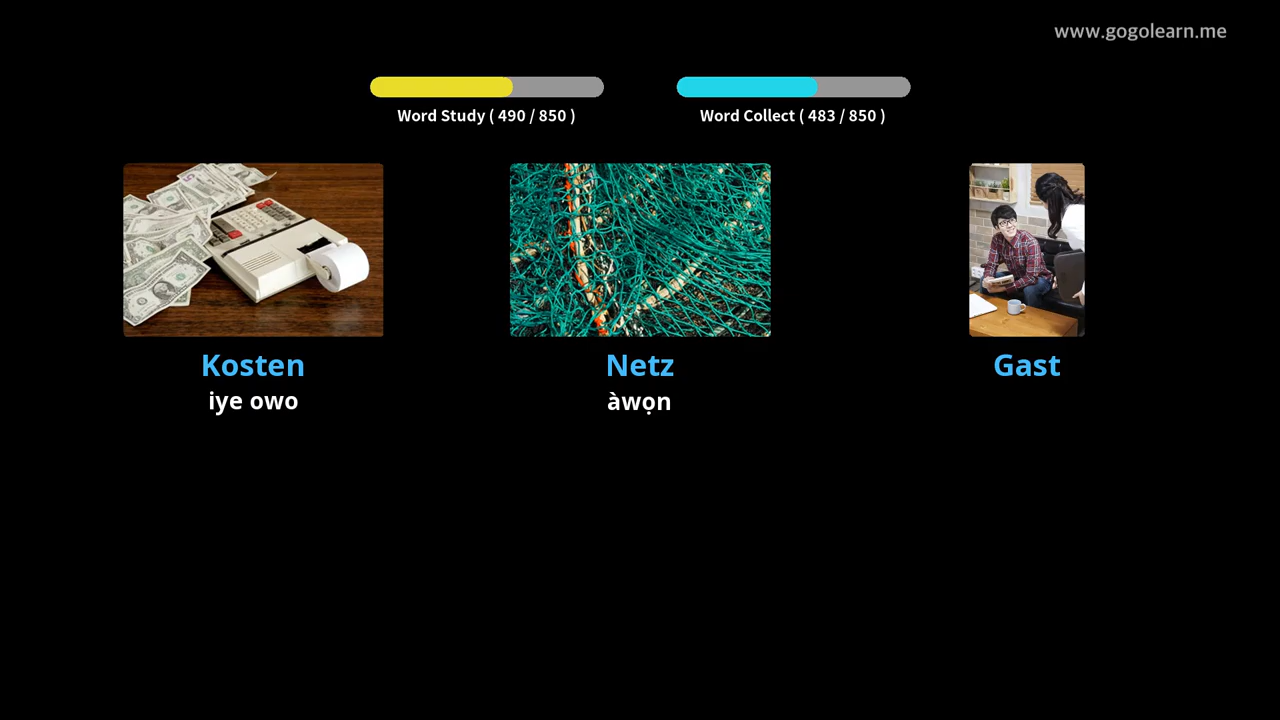 www.gogolearn.me
Word Study ( 490 / 850 )
Word Collect ( 483 / 850 )
Kosten
iye owo
Netz
àwọn
Gast